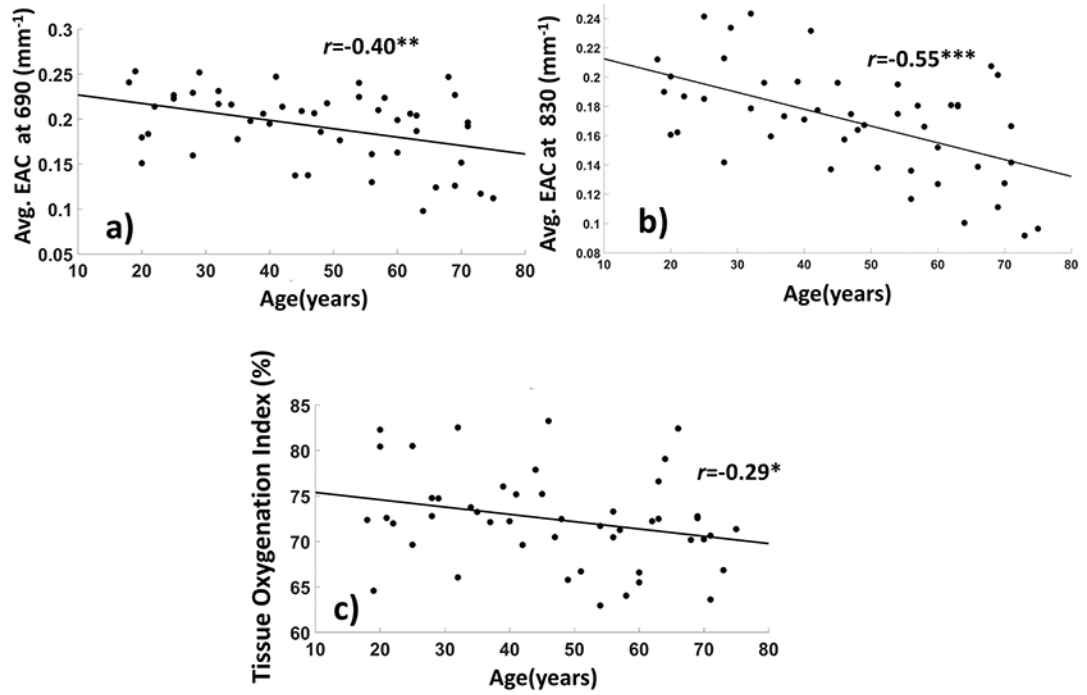 Avg. EAC at 690 (mm⁻¹)
0.3
0.25
0.2
0.15
0.1
0.05
r=-0.40**
a)
10 20 30 40 50 60 70 80
Age(years)
Avg. EAC at 830 (mm⁻¹)
0.24
0.22
0.2
0.18
0.16
0.14
0.12
0.1
0.08
r=-0.55***
b)
10 20 30 40 50 60 70 80
Age(years)
Tissue Oxygenation Index (%)
85
80
75
70
65
60
r=-0.29*
c)
10 20 30 40 50 60 70 80
Age(years)